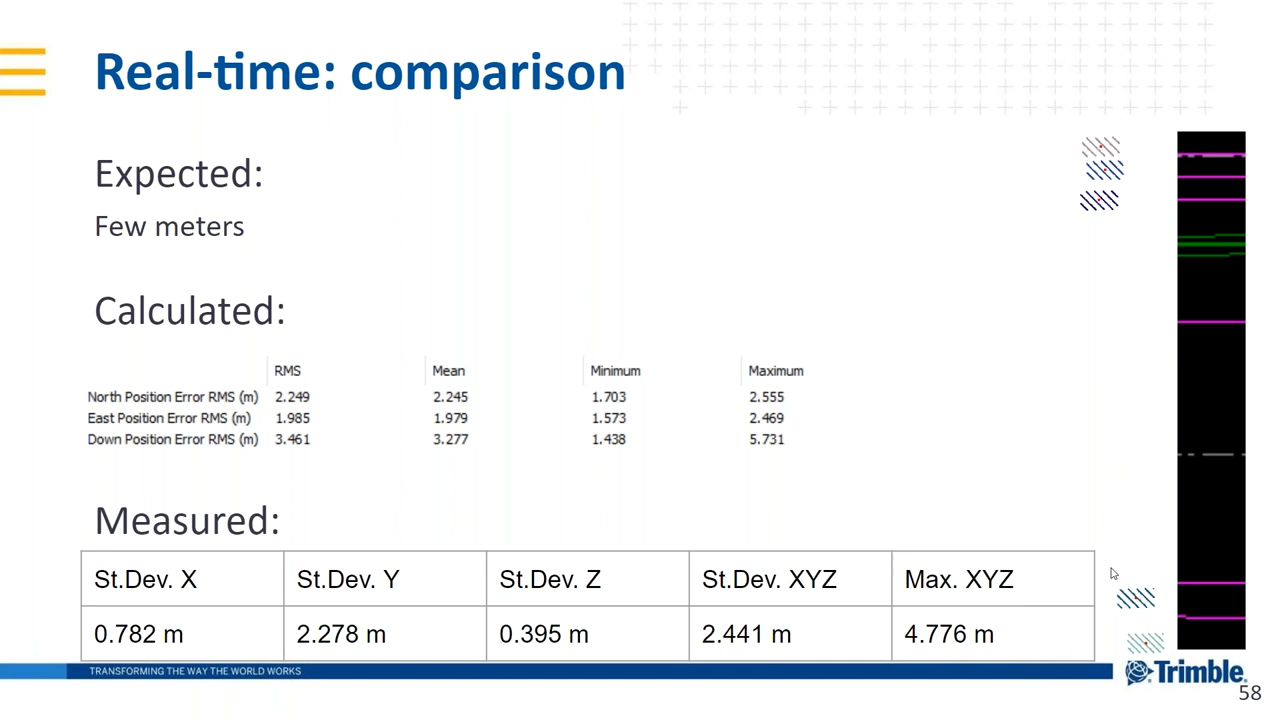 Real-time: comparison
Expected:
Few meters
Calculated:
RMS Mean Minimum Maximum
North Position Error RMS (m) 2.249 2.245 1.703 2.555
East Position Error RMS (m) 1.985 1.979 1.573 2.469
Down Position Error RMS (m) 3.461 3.277 1.438 5.731
Measured:
St.Dev. X St.Dev. Y St.Dev. Z St.Dev. XYZ Max. XYZ
0.782 m 2.278 m 0.395 m 2.441 m 4.776 m
TRANSFORMING THE WAY THE WORLD WORKS
Trimble
58